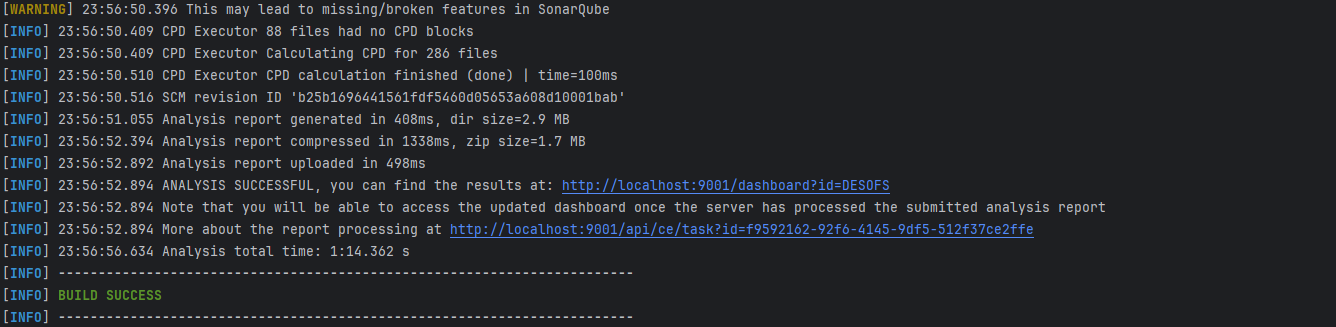 [WARNING] 23:56:50.396 This may lead to missing/broken features in SonarQube
[INFO] 23:56:50.409 CPD Executor 88 files had no CPD blocks
[INFO] 23:56:50.409 CPD Executor Calculating CPD for 286 files
[INFO] 23:56:50.510 CPD Executor CPD calculation finished (done) | time=100ms
[INFO] 23:56:50.516 SCM revision ID 'b25b1696441561fdf5460d05653a608d10001bab'
[INFO] 23:56:51.055 Analysis report generated in 408ms, dir size=2.9 MB
[INFO] 23:56:52.394 Analysis report compressed in 1338ms, zip size=1.7 MB
[INFO] 23:56:52.892 Analysis report uploaded in 498ms
[INFO] 23:56:52.894 ANALYSIS SUCCESSFUL, you can find the results at: http://localhost:9001/dashboard?id=DESOFS
[INFO] 23:56:52.894 Note that you will be able to access the updated dashboard once the server has processed the submitted analysis report
[INFO] 23:56:52.894 More about the report processing at http://localhost:9001/api/ce/task?id=f9592162-92f6-4145-9df5-512f37ce2ffe
[INFO] 23:56:56.634 Analysis total time: 1:14.362 s
[INFO] ------------------------------------------------------------------------
[INFO] BUILD SUCCESS
[INFO] ------------------------------------------------------------------------